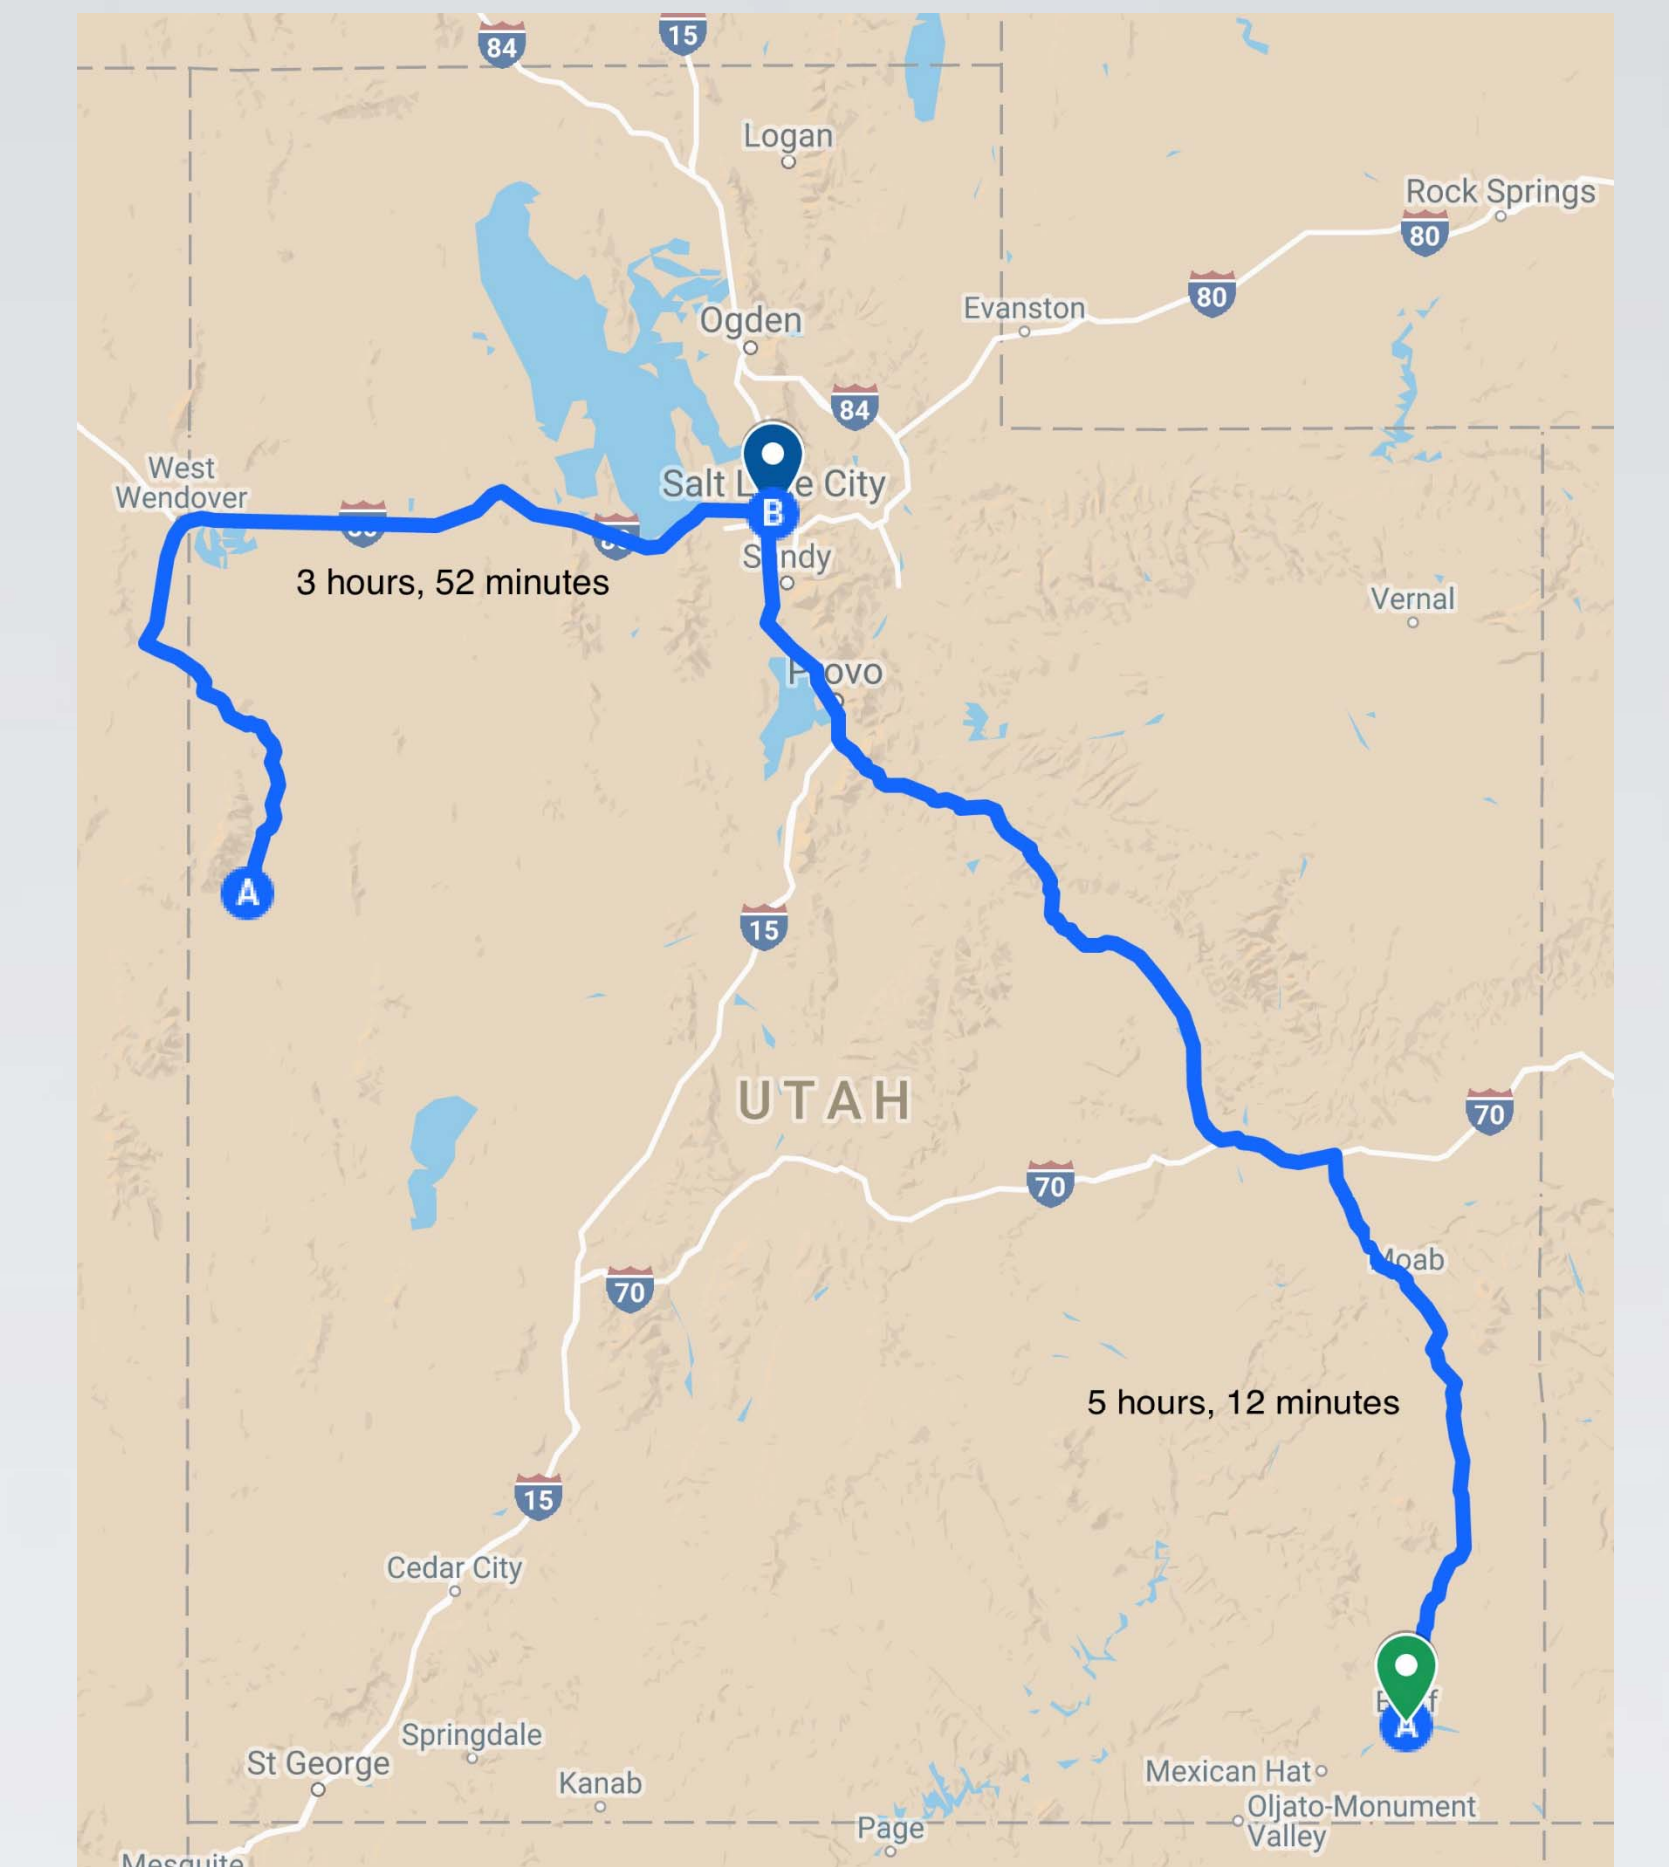 84
15
Logan
Rock Springs
80
80
Evanston
Ogden
84
West
Wendover
Salt L e City
B
S ndy
3 hours, 52 minutes
Vernal
P ovo
A
15
UTAH
70
70
Moab
70
5 hours, 12 minutes
15
Cedar City
A
Springdale
St George
Mexican Hat
Kanab
Oljato-Monument
Valley
Page
Mesquite